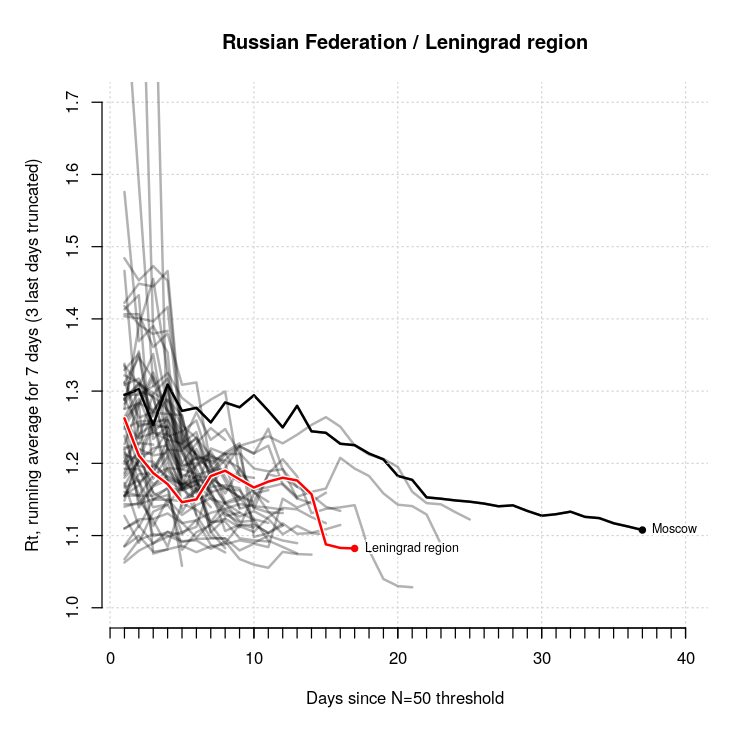 Russian Federation / Leningrad region
Rt, running average for 7 days (3 last days truncated)
1.7
1.6
1.5
1.4
1.3
1.2
1.1
1.0
Moscow
Leningrad region
0 10 20 30 40
Days since N=50 threshold